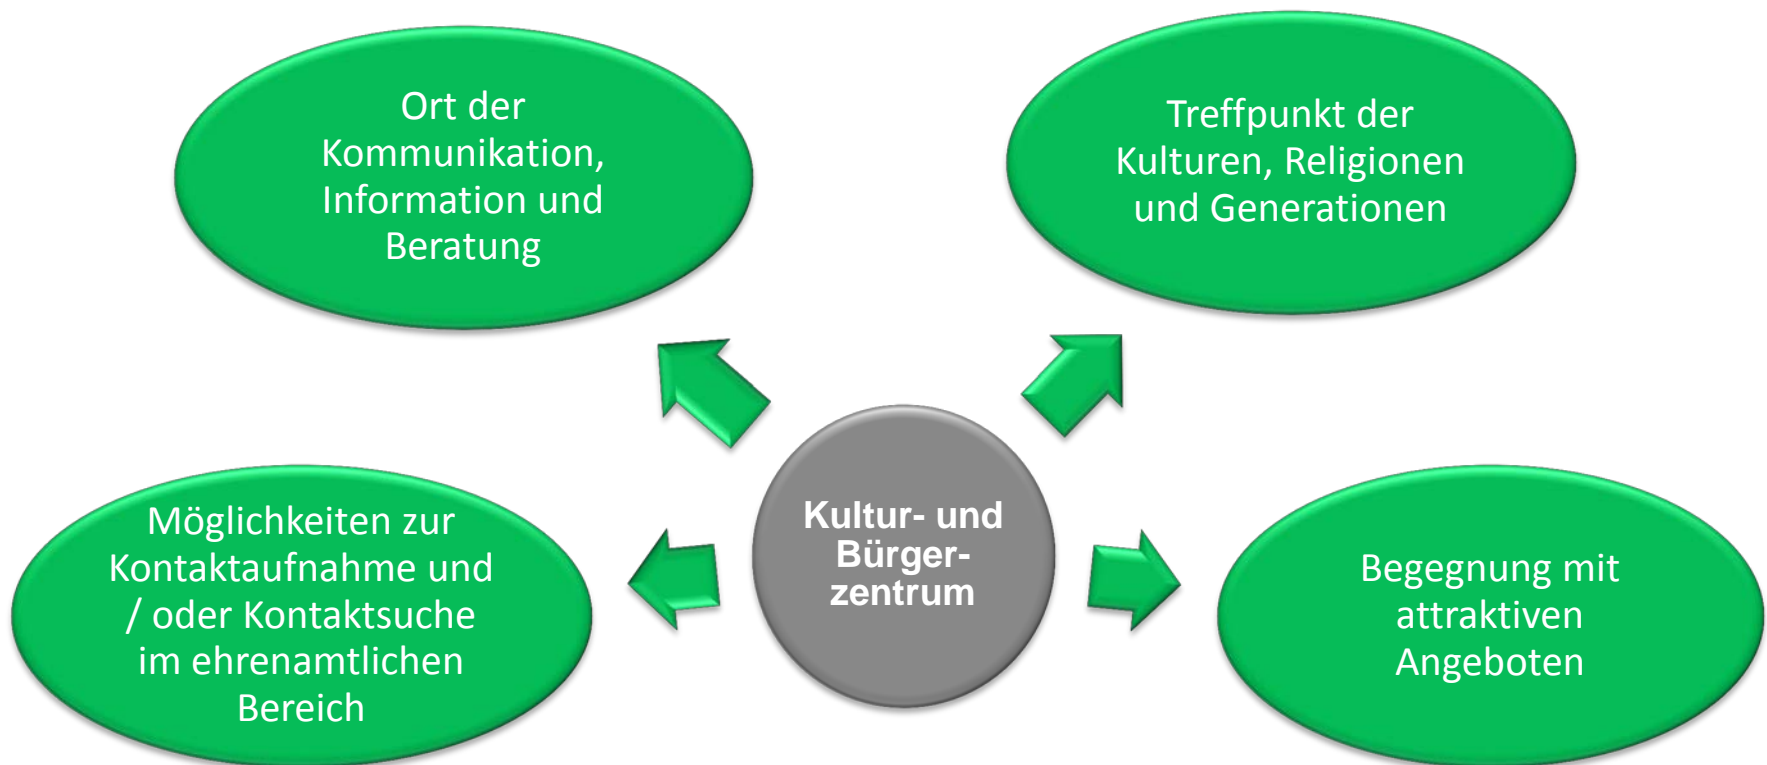 Ort der
Kommunikation,
Information und
Beratung
Treffpunkt der
Kulturen, Religionen
und Generationen
Möglichkeiten zur
Kontaktaufnahme und
/ oder Kontaktsuche
im ehrenamtlichen
Bereich
Kultur- und
Bürger-
zentrum
Begegnung mit
attraktiven
Angeboten